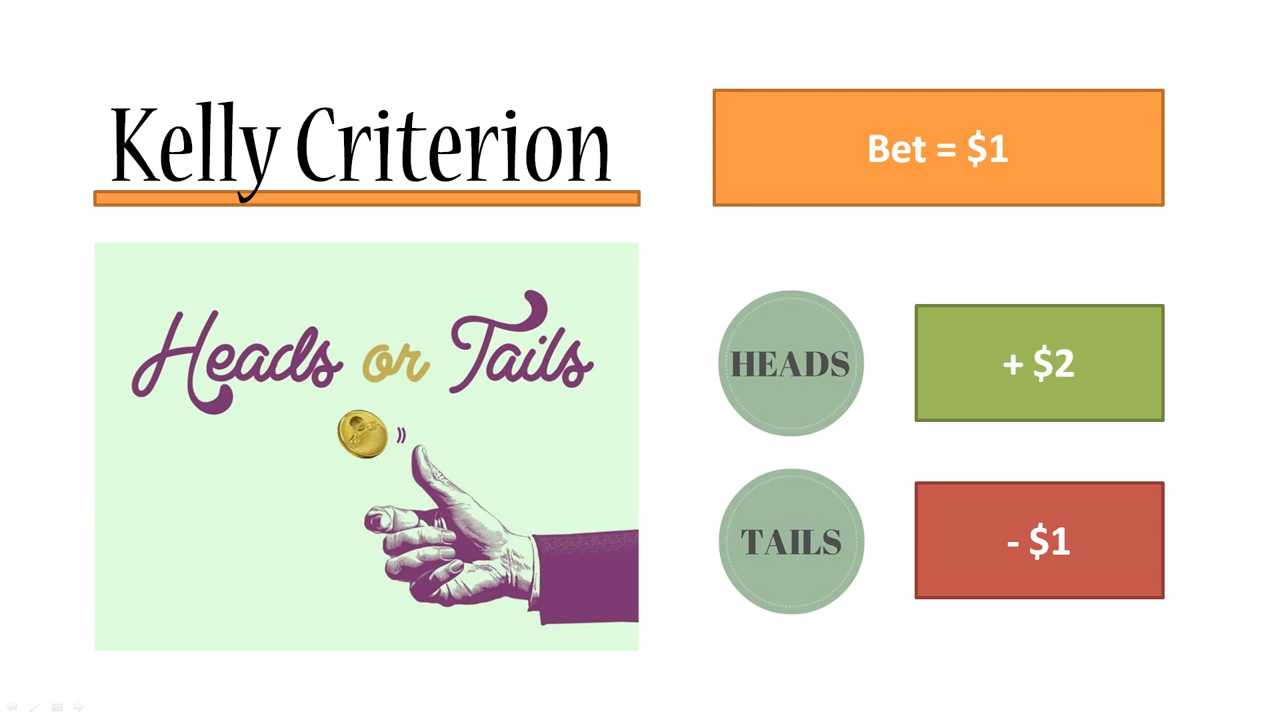 Kelly Criterion
Bet = $1
Heads or Tails
HEADS
+ $2
TAILS
- $1